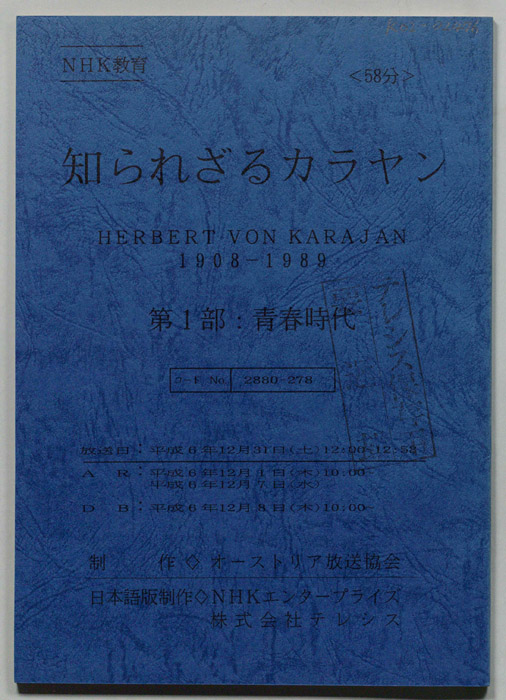 NHK教育
<58分>
知られざるカラヤン
HERBERT VON KARAJAN
1908-1989
第1部:青春時代
コード No 2880-278
放送日:平成6年12月31日(土)12:00~12:58
AR:平成6年12月1日(木)10:00~
平成6年12月7日(水)
DB:平成6年12月8日(木)10:00~
制作◇オーストリア放送協会
日本語版制作◇NHKエンタープライズ
株式会社テレシス